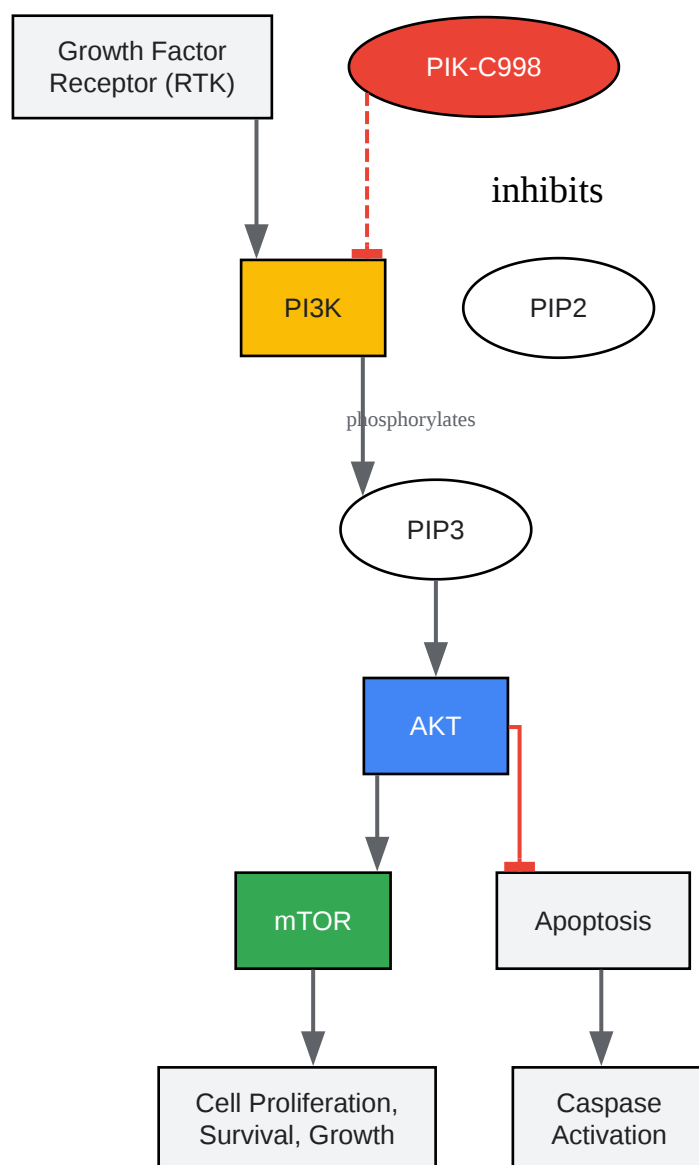 Growth Factor
Receptor (RTK)
PIK-C998
inhibits
PI3K
PIP2
phosphorylates
PIP3
AKT
mTOR
Apoptosis
Cell Proliferation,
Survival, Growth
Caspase
Activation